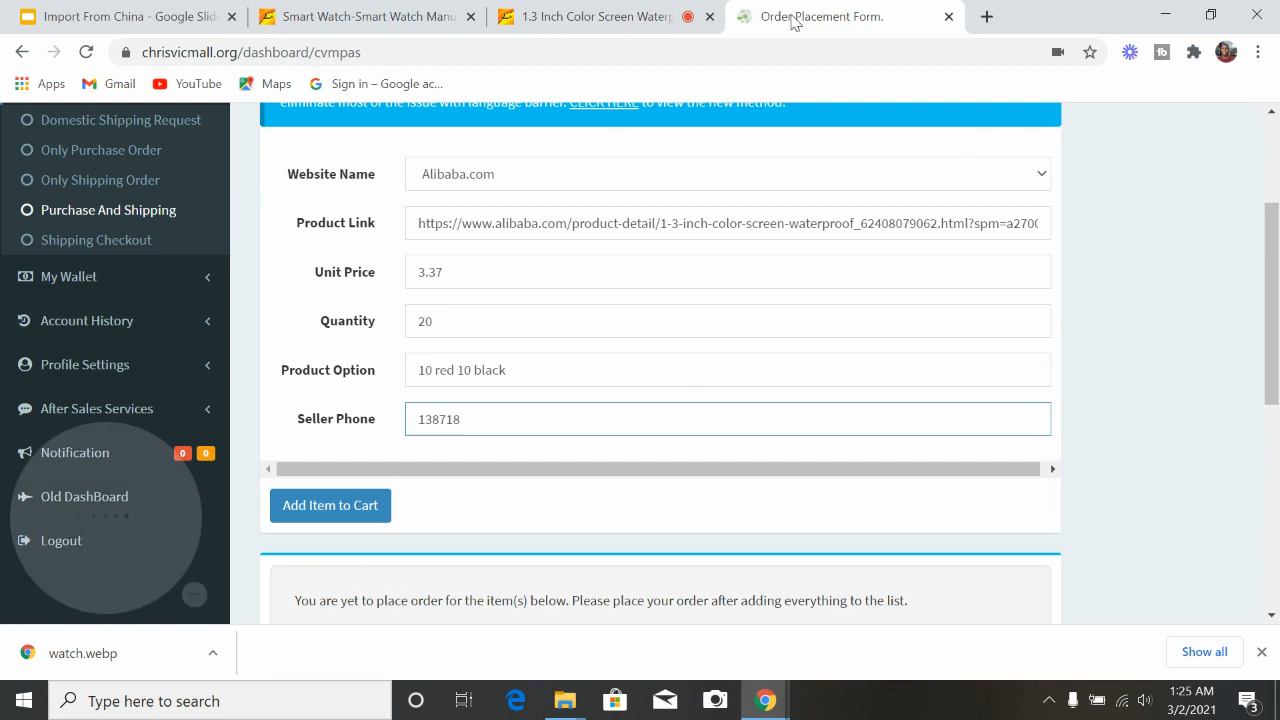 Import From China - Google Slid
Smart Watch-Smart Watch Man
1.3 Inch Color Screen Waterp
Order Placement Form.
chrisvicmall.org/dashboard/cvmpas
Apps
Gmail
YouTube
Maps
Sign in – Google ac...
eliminate most of the issue with language barrier. CLICK HERE to view the new method.
Domestic Shipping Request
Only Purchase Order
Only Shipping Order
Purchase And Shipping
Shipping Checkout
My Wallet
Account History
Profile Settings
After Sales Services
Notification 0 0
Old DashBoard
Logout
Website Name Alibaba.com
Product Link https://www.alibaba.com/product-detail/1-3-inch-color-screen-waterproof_62408079062.html?spm=a270
Unit Price 3.37
Quantity 20
Product Option 10 red 10 black
Seller Phone 138718
Add Item to Cart
You are yet to place order for the item(s) below. Please place your order after adding everything to the list.
watch.webp
Show all
Type here to search
1:25 AM
3/2/2021
3